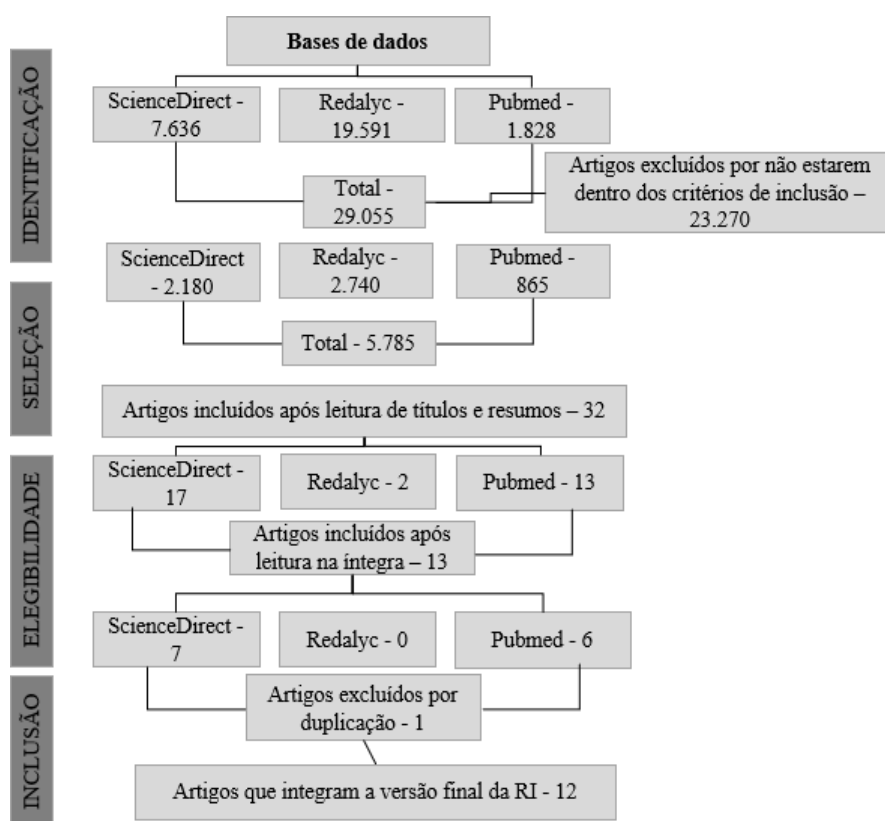 Bases de dados
IDENTIFICAÇÃO
ScienceDirect -
7.636
Redalyc -
19.591
Pubmed -
1.828
Total -
29.055
Artigos excluídos por não estarem
dentro dos critérios de inclusão –
23.270
ScienceDirect
- 2.180
Redalyc -
2.740
Pubmed -
865
SELEÇÃO
Total - 5.785
Artigos incluídos após leitura de títulos e resumos – 32
ELEGIBILIDADE
ScienceDirect -
17
Redalyc - 2
Pubmed - 13
Artigos incluídos após
leitura na íntegra – 13
ScienceDirect -
7
Redalyc - 0
Pubmed - 6
INCLUSÃO
Artigos excluídos por
duplicação - 1
Artigos que integram a versão final da RI - 12